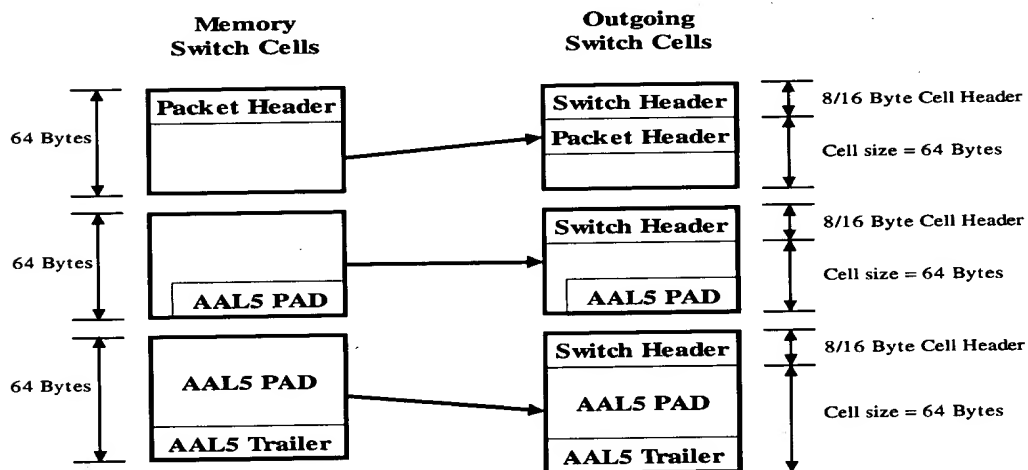 Memory
Switch Cells
Outgoing
Switch Cells
64 Bytes
Packet Header
Switch Header
Packet Header
8/16 Byte Cell Header
Cell size = 64 Bytes
64 Bytes
AAL5 PAD
Switch Header
AAL5 PAD
8/16 Byte Cell Header
Cell size = 64 Bytes
64 Bytes
AAL5 PAD
AAL5 Trailer
Switch Header
AAL5 PAD
AAL5 Trailer
8/16 Byte Cell Header
Cell size = 64 Bytes